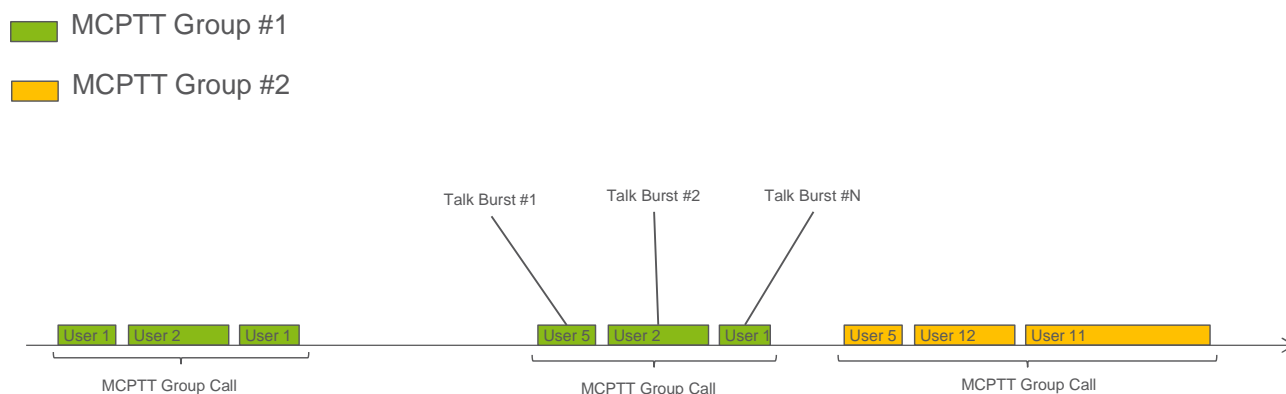 MCPTT Group #1
MCPTT Group #2
Talk Burst #1
Talk Burst #2
Talk Burst #N
User 1
User 2
User 1
User 5
User 2
User 1
User 5
User 12
User 11
MCPTT Group Call
MCPTT Group Call
MCPTT Group Call